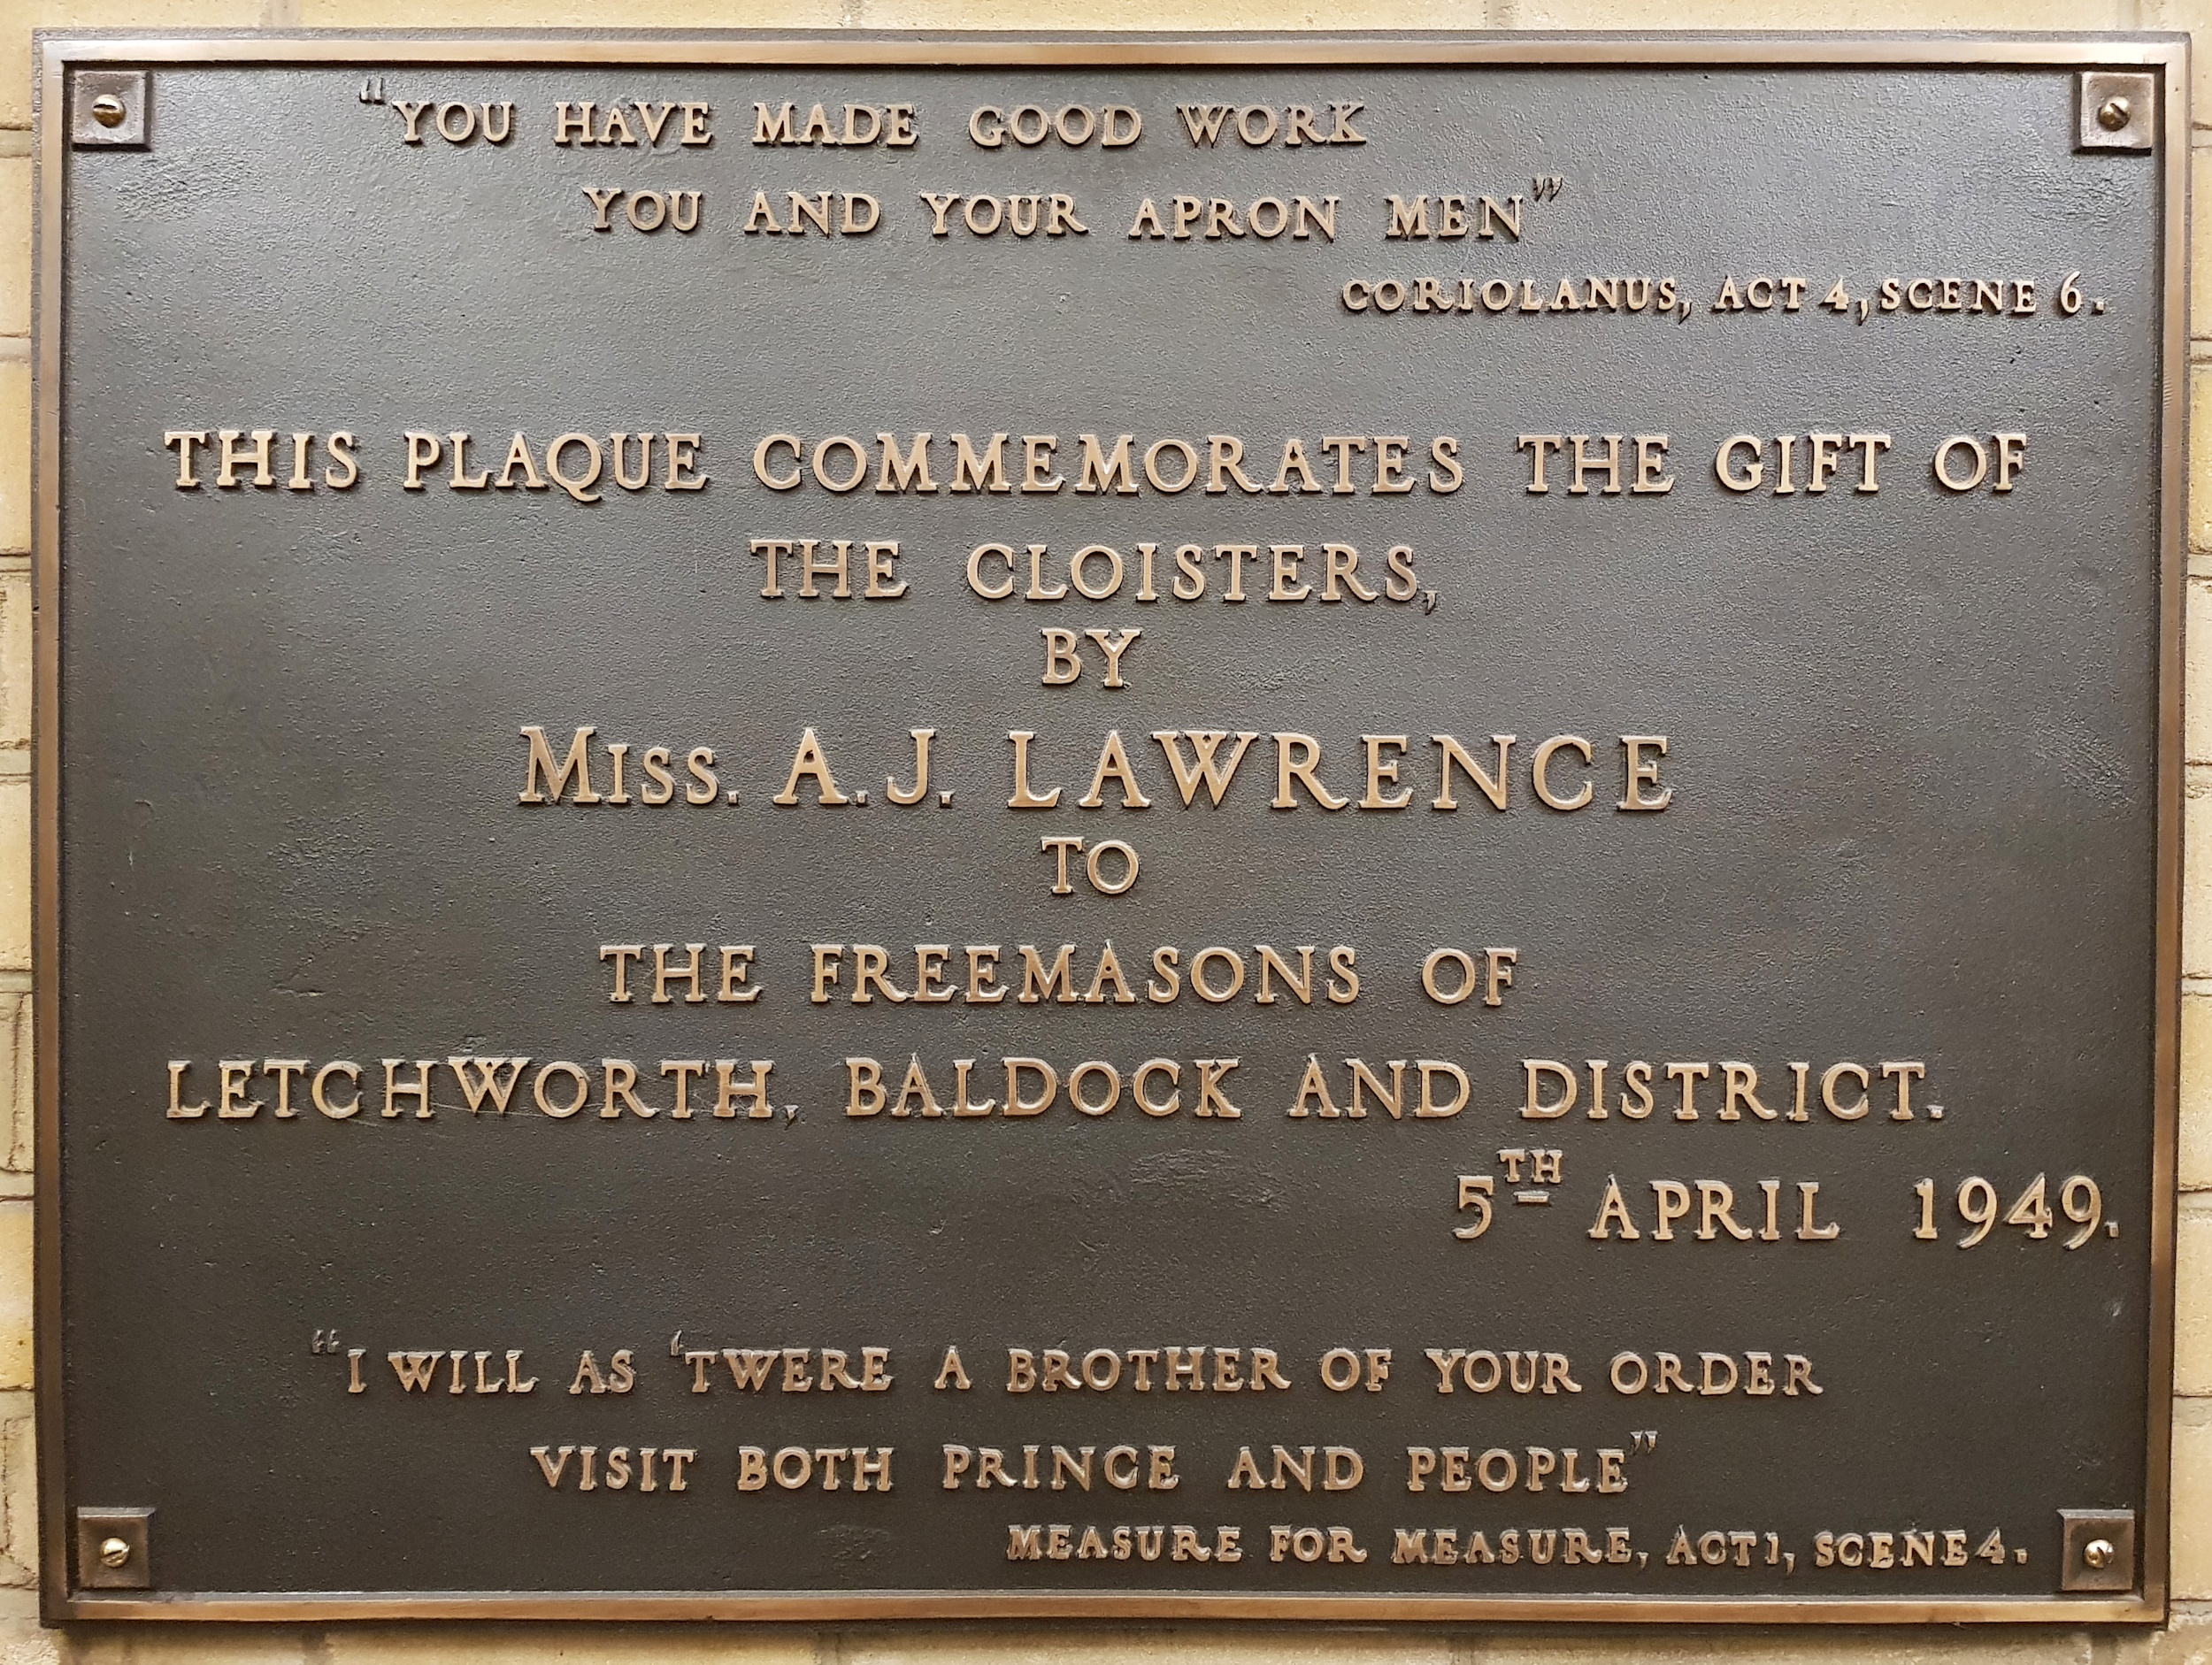 “YOU HAVE MADE GOOD WORK
YOU AND YOUR APRON MEN”
CORIOLANUS, ACT 4, SCENE 6.
THIS PLAQUE COMMEMORATES THE GIFT OF
THE CLOISTERS,
BY
MISS. A.J. LAWRENCE
TO
THE FREEMASONS OF
LETCHWORTH, BALDOCK AND DISTRICT.
5TH APRIL 1949.
“I WILL AS ‘TWERE A BROTHER OF YOUR ORDER
VISIT BOTH PRINCE AND PEOPLE”
MEASURE FOR MEASURE, ACT 1, SCENE 4.